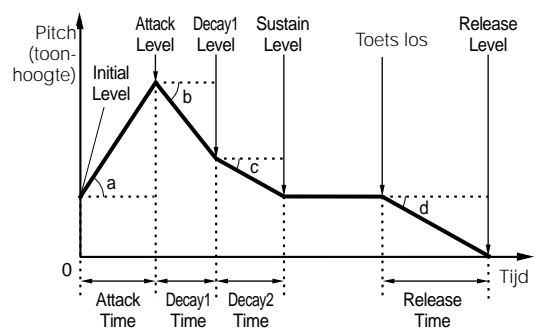 Pitch
(toon-
hoogte)
Initial
Level
Attack
Level
Decay1
Level
Sustain
Level
Toets los
Release
Level
a
b
c
d
0
Tijd
Attack
Time
Decay1
Time
Decay2
Time
Release
Time